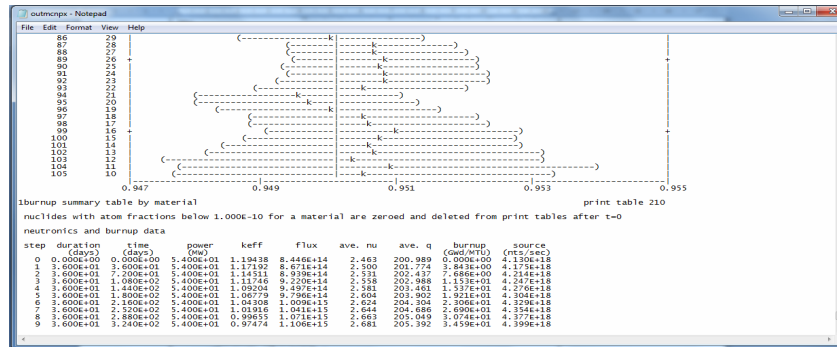 outmcnpx - Notepad
File Edit Format View Help
86 29 | (--------------k|-------------)
87 28 | (-------|-----k------------)
88 27 | (-------|-----k------------)
89 26 + (------|-------k-------------) +
90 25 | (------|-------k--------------)
91 24 | (------|------k----------------)
92 23 | (-------|-------k---------------)
93 22 | (-----------|----k---------------)
94 21 | (-------------------k-|---------)
95 20 | (-----------------k---|------------)
96 19 | (-----------------k|---------------)
97 18 | (------------|-----k------------)
98 17 | (------------|-----k--------------)
99 16 + (----------|-------k--------------------) +
100 15 | (-------------|-------k--------------------)
101 14 | (----------------|------k-------------------)
102 13 | (-------------------|-----k----------------------)
103 12 | (--------------------------|--k----------------------------)
104 11 | (-----------------------|--------k------------------------------)
105 10 | (------------------------|---k----------------------------)
0.947 0.949 0.951 0.953 0.955
1burnup summary table by material print table 210
nuclides with atom fractions below 1.000E-10 for a material are zeroed and deleted from print tables after t=0
neutronics and burnup data
step duration time power keff flux ave. nu ave. q burnup source
(days) (days) (MW) (GWd/MTU) (nts/sec)
0 0.000E+00 0.000E+00 5.400E+01 1.19438 8.446E+14 2.463 200.989 0.000E+00 4.130E+18
1 3.600E+01 3.600E+01 5.400E+01 1.17192 8.671E+14 2.500 201.774 3.843E+00 4.175E+18
2 3.600E+01 7.200E+01 5.400E+01 1.14511 8.939E+14 2.531 202.437 7.686E+00 4.214E+18
3 3.600E+01 1.080E+02 5.400E+01 1.11746 9.220E+14 2.558 202.988 1.153E+01 4.247E+18
4 3.600E+01 1.440E+02 5.400E+01 1.09204 9.497E+14 2.581 203.461 1.537E+01 4.276E+18
5 3.600E+01 1.800E+02 5.400E+01 1.06779 9.796E+14 2.604 203.902 1.921E+01 4.304E+18
6 3.600E+01 2.160E+02 5.400E+01 1.04308 1.009E+15 2.624 204.304 2.306E+01 4.329E+18
7 3.600E+01 2.520E+02 5.400E+01 1.01916 1.041E+15 2.644 204.686 2.690E+01 4.354E+18
8 3.600E+01 2.880E+02 5.400E+01 0.99655 1.071E+15 2.663 205.049 3.074E+01 4.377E+18
9 3.600E+01 3.240E+02 5.400E+01 0.97474 1.106E+15 2.681 205.392 3.459E+01 4.399E+18